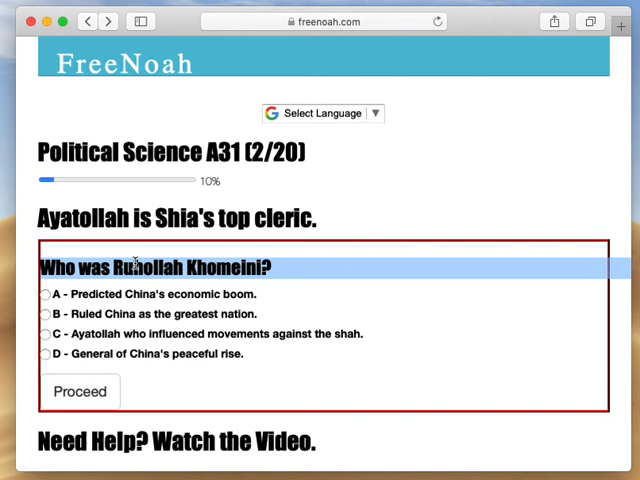 freenoah.com
FreeNoah
Select Language ▼
Political Science A31 (2/20)
10%
Ayatollah is Shia's top cleric.
Who was Ruhollah Khomeini?
A - Predicted China's economic boom.
B - Ruled China as the greatest nation.
C - Ayatollah who influenced movements against the shah.
D - General of China's peaceful rise.
Proceed
Need Help? Watch the Video.